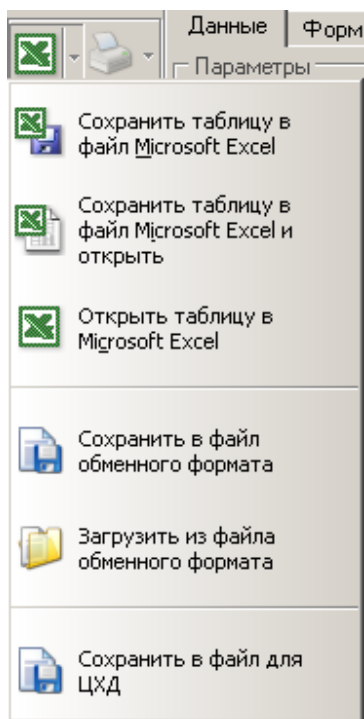 Данные
Форм
Параметры
Сохранить таблицу в
файл Microsoft Excel
Сохранить таблицу в
файл Microsoft Excel и
открыть
Открыть таблицу в
Microsoft Excel
Сохранить в файл
обменного формата
Загрузить из файла
обменного формата
Сохранить в файл для
ЦХД